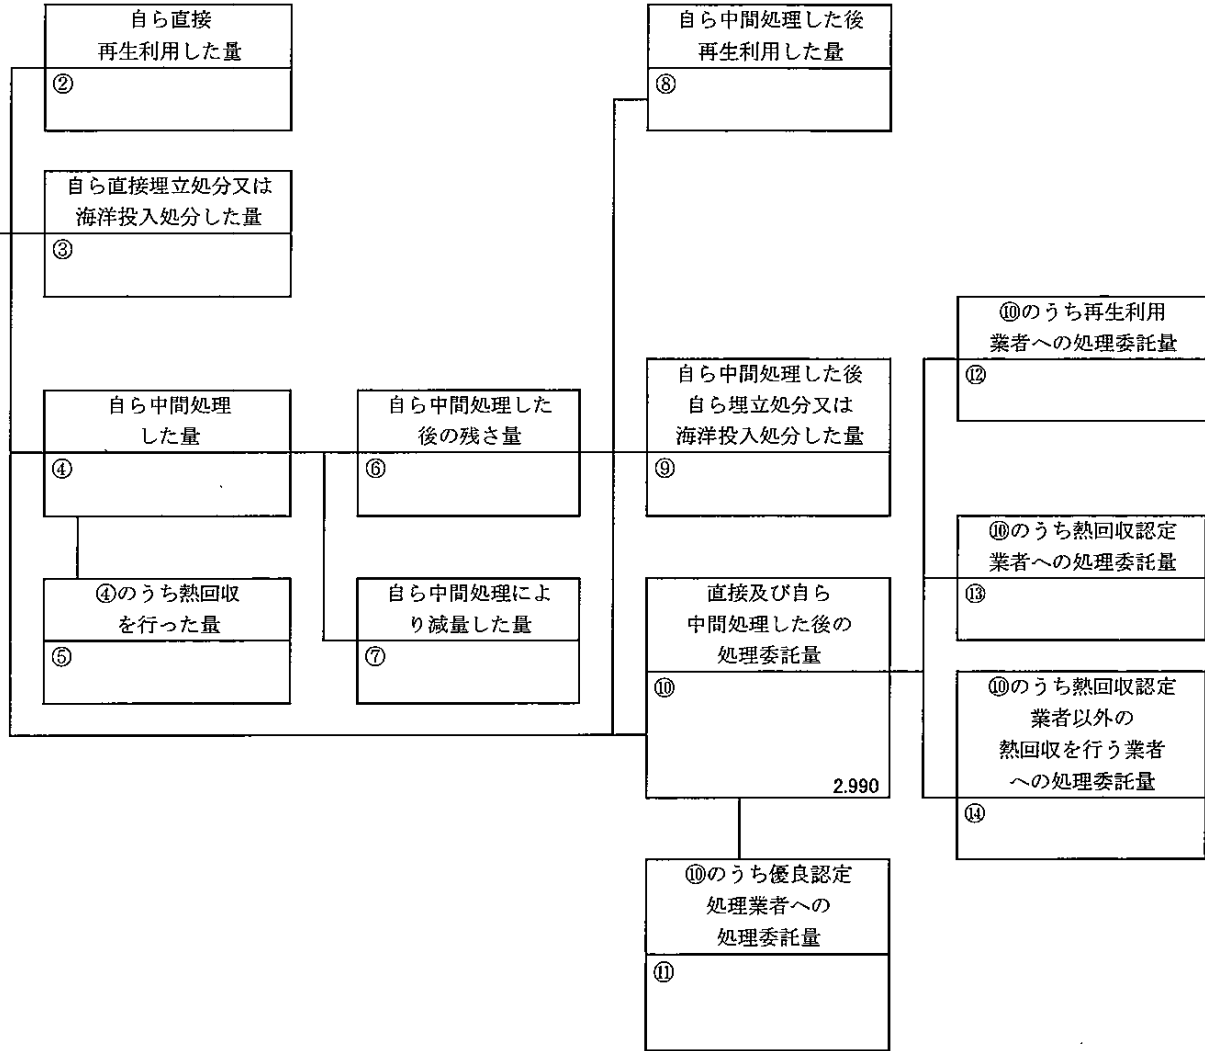 自ら直接
再生利用した量
②
自ら中間処理した後
再生利用した量
⑧
自ら直接埋立処分又は
海洋投入処分した量
③
⑩のうち再生利用
業者への処理委託量
⑫
自ら中間処理
した量
④
自ら中間処理した
後の残さ量
⑥
自ら中間処理した後
自ら埋立処分又は
海洋投入処分した量
⑨
⑩のうち熱回収認定
業者への処理委託量
⑬
④のうち熱回収
を行った量
⑤
自ら中間処理によ
り減量した量
⑦
直接及び自ら
中間処理した後の
処理委託量
⑩
2.990
⑩のうち熱回収認定
業者以外の
熱回収を行う業者
への処理委託量
⑭
⑩のうち優良認定
処理業者への
処理委託量
⑪